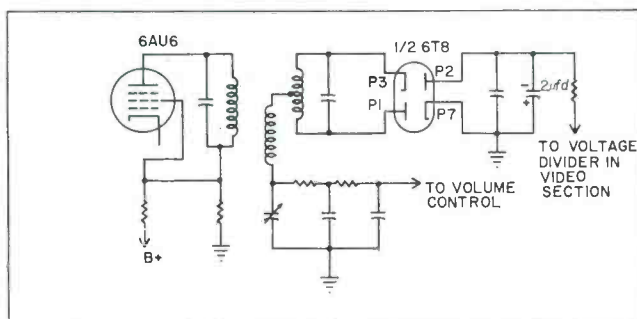 6AU6
1/2 6T8
P3
P2
P1
P7
- 2µfd
+
TO VOLTAGE
DIVIDER IN
VIDEO
SECTION
TO VOLUME
CONTROL
B+